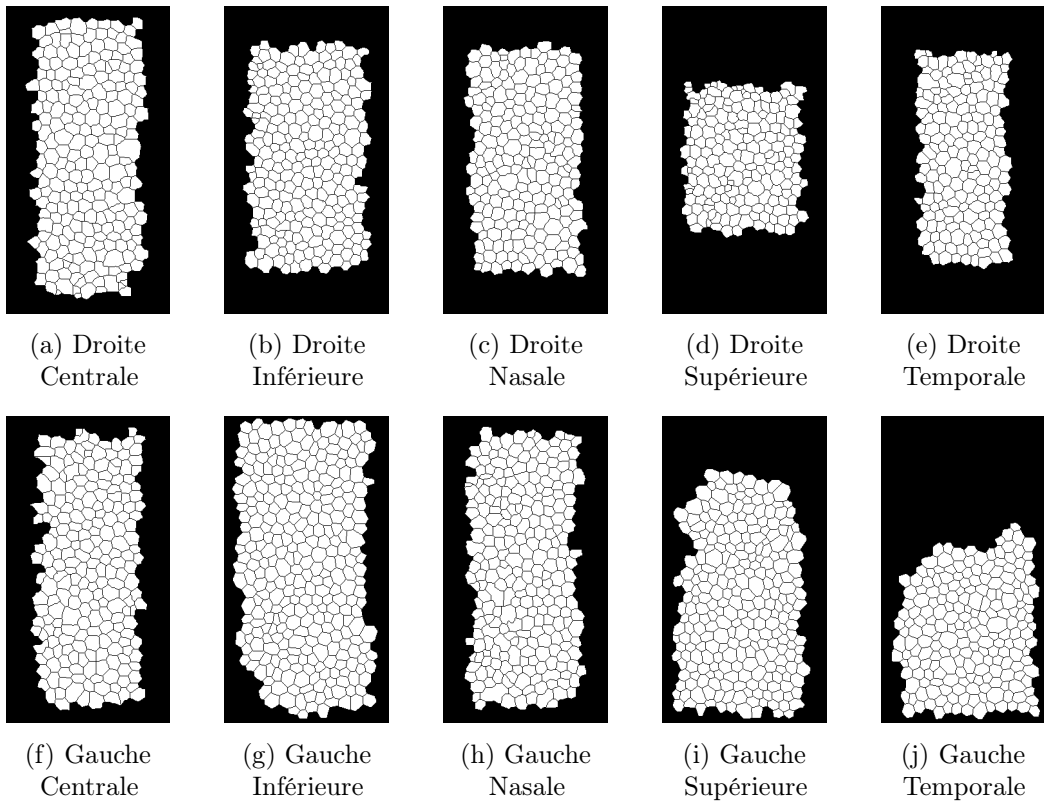 (a) Droite
Centrale
(b) Droite
Inférieure
(c) Droite
Nasale
(d) Droite
Supérieure
(e) Droite
Temporale
(f) Gauche
Centrale
(g) Gauche
Inférieure
(h) Gauche
Nasale
(i) Gauche
Supérieure
(j) Gauche
Temporale